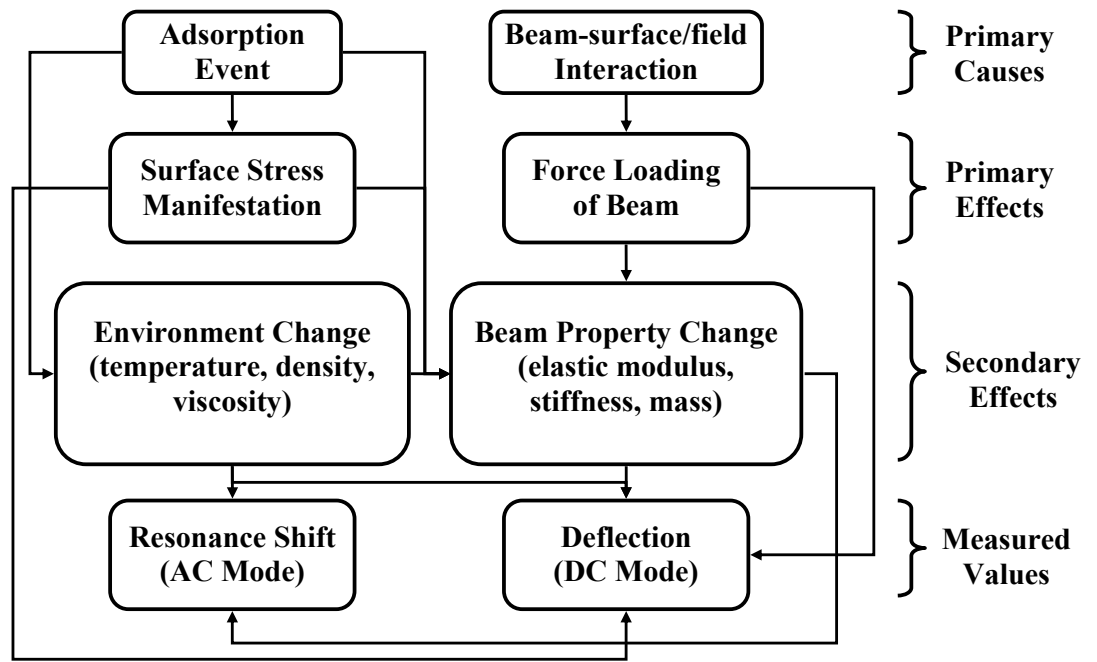 Adsorption
Event
Beam-surface/field
Interaction
Primary
Causes
Surface Stress
Manifestation
Force Loading
of Beam
Primary
Effects
Environment Change
(temperature, density,
viscosity)
Beam Property Change
(elastic modulus,
stiffness, mass)
Secondary
Effects
Resonance Shift
(AC Mode)
Deflection
(DC Mode)
Measured
Values